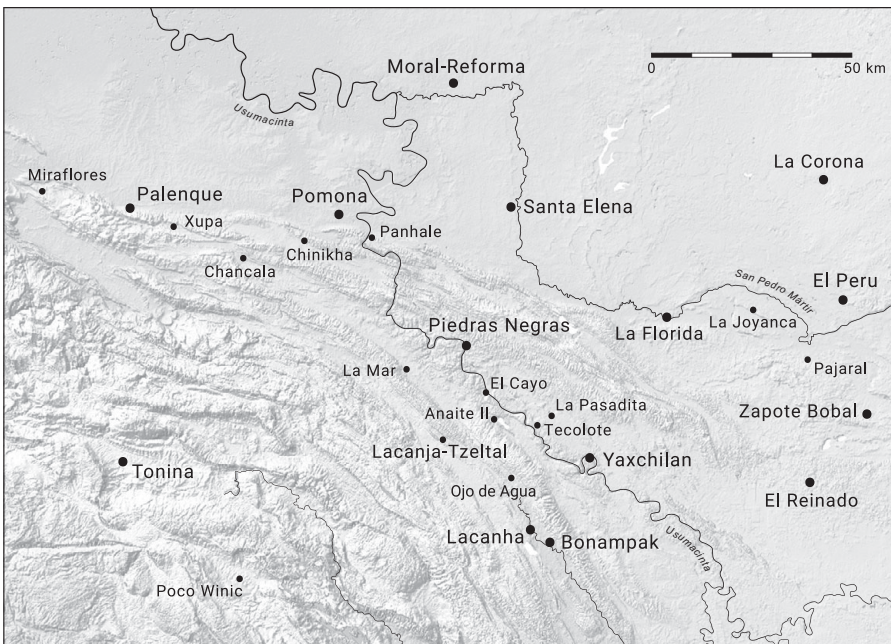 Moral-Reforma
0
50 km
Usumacinta
La Corona
Miraflores
Palenque
Pomona
Santa Elena
Xupa
Panhale
Chinikha
Chancala
San Pedro Mártir
El Peru
La Florida
La Joyanca
Piedras Negras
La Mar
Pajaral
El Cayo
Anaite II
La Pasadita
Zapote Bobal
Tecolote
Lacanja-Tzeltal
Yaxchilan
Tonina
Ojo de Agua
El Reinado
Lacanha
Bonampak
Usumacinta
Poco Winic